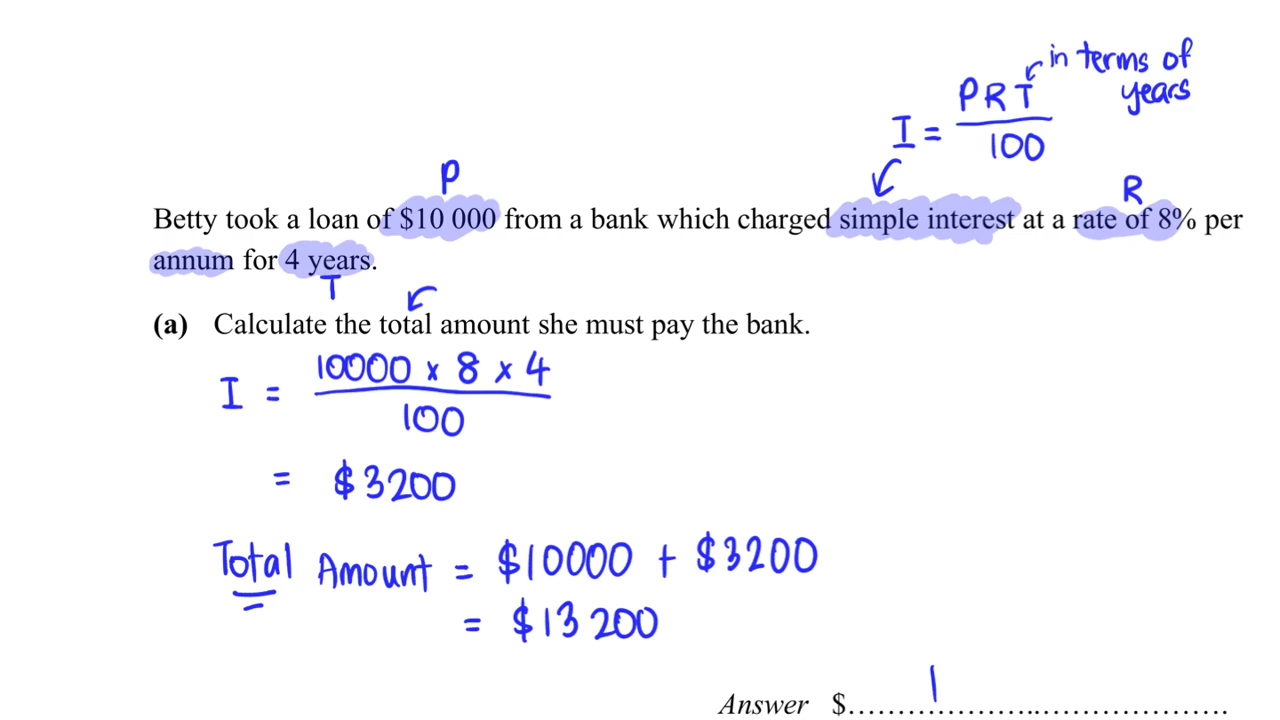 in terms of
years
I = PRT / 100
P
R
Betty took a loan of $10 000 from a bank which charged simple interest at a rate of 8% per
annum for 4 years.
T
(a) Calculate the total amount she must pay the bank.
I = 10000 x 8 x 4 / 100
= $3200
Total Amount = $10000 + $3200
= $13 200
Answer $.......1...............................